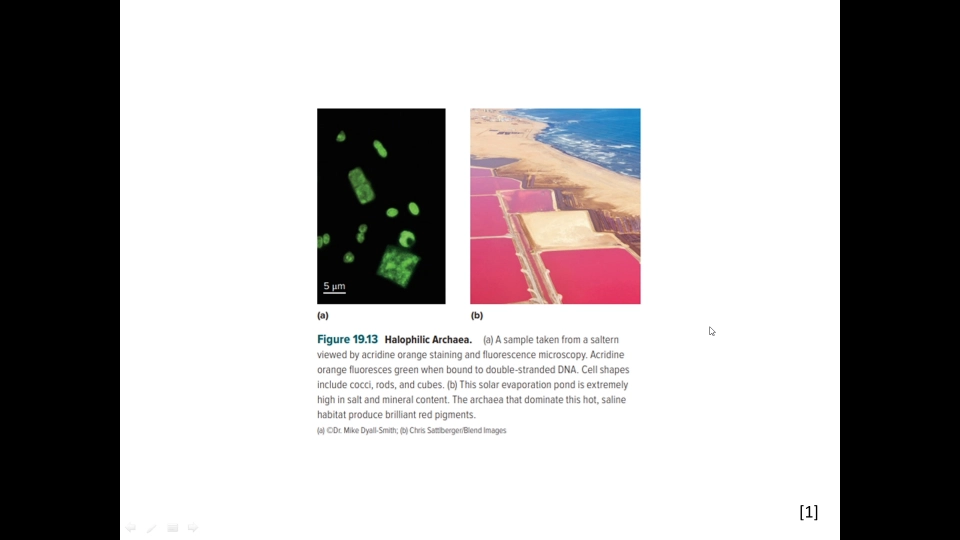 5 μm
(a)
(b)
Figure 19.13 Halophilic Archaea. (a) A sample taken from a saltern
viewed by acridine orange staining and fluorescence microscopy. Acridine
orange fluoresces green when bound to double-stranded DNA. Cell shapes
include cocci, rods, and cubes. (b) This solar evaporation pond is extremely
high in salt and mineral content. The archaea that dominate this hot, saline
habitat produce brilliant red pigments.
(a) ©Dr. Mike Dyall-Smith; (b) Chris Sattlberger/Blend Images
[1]